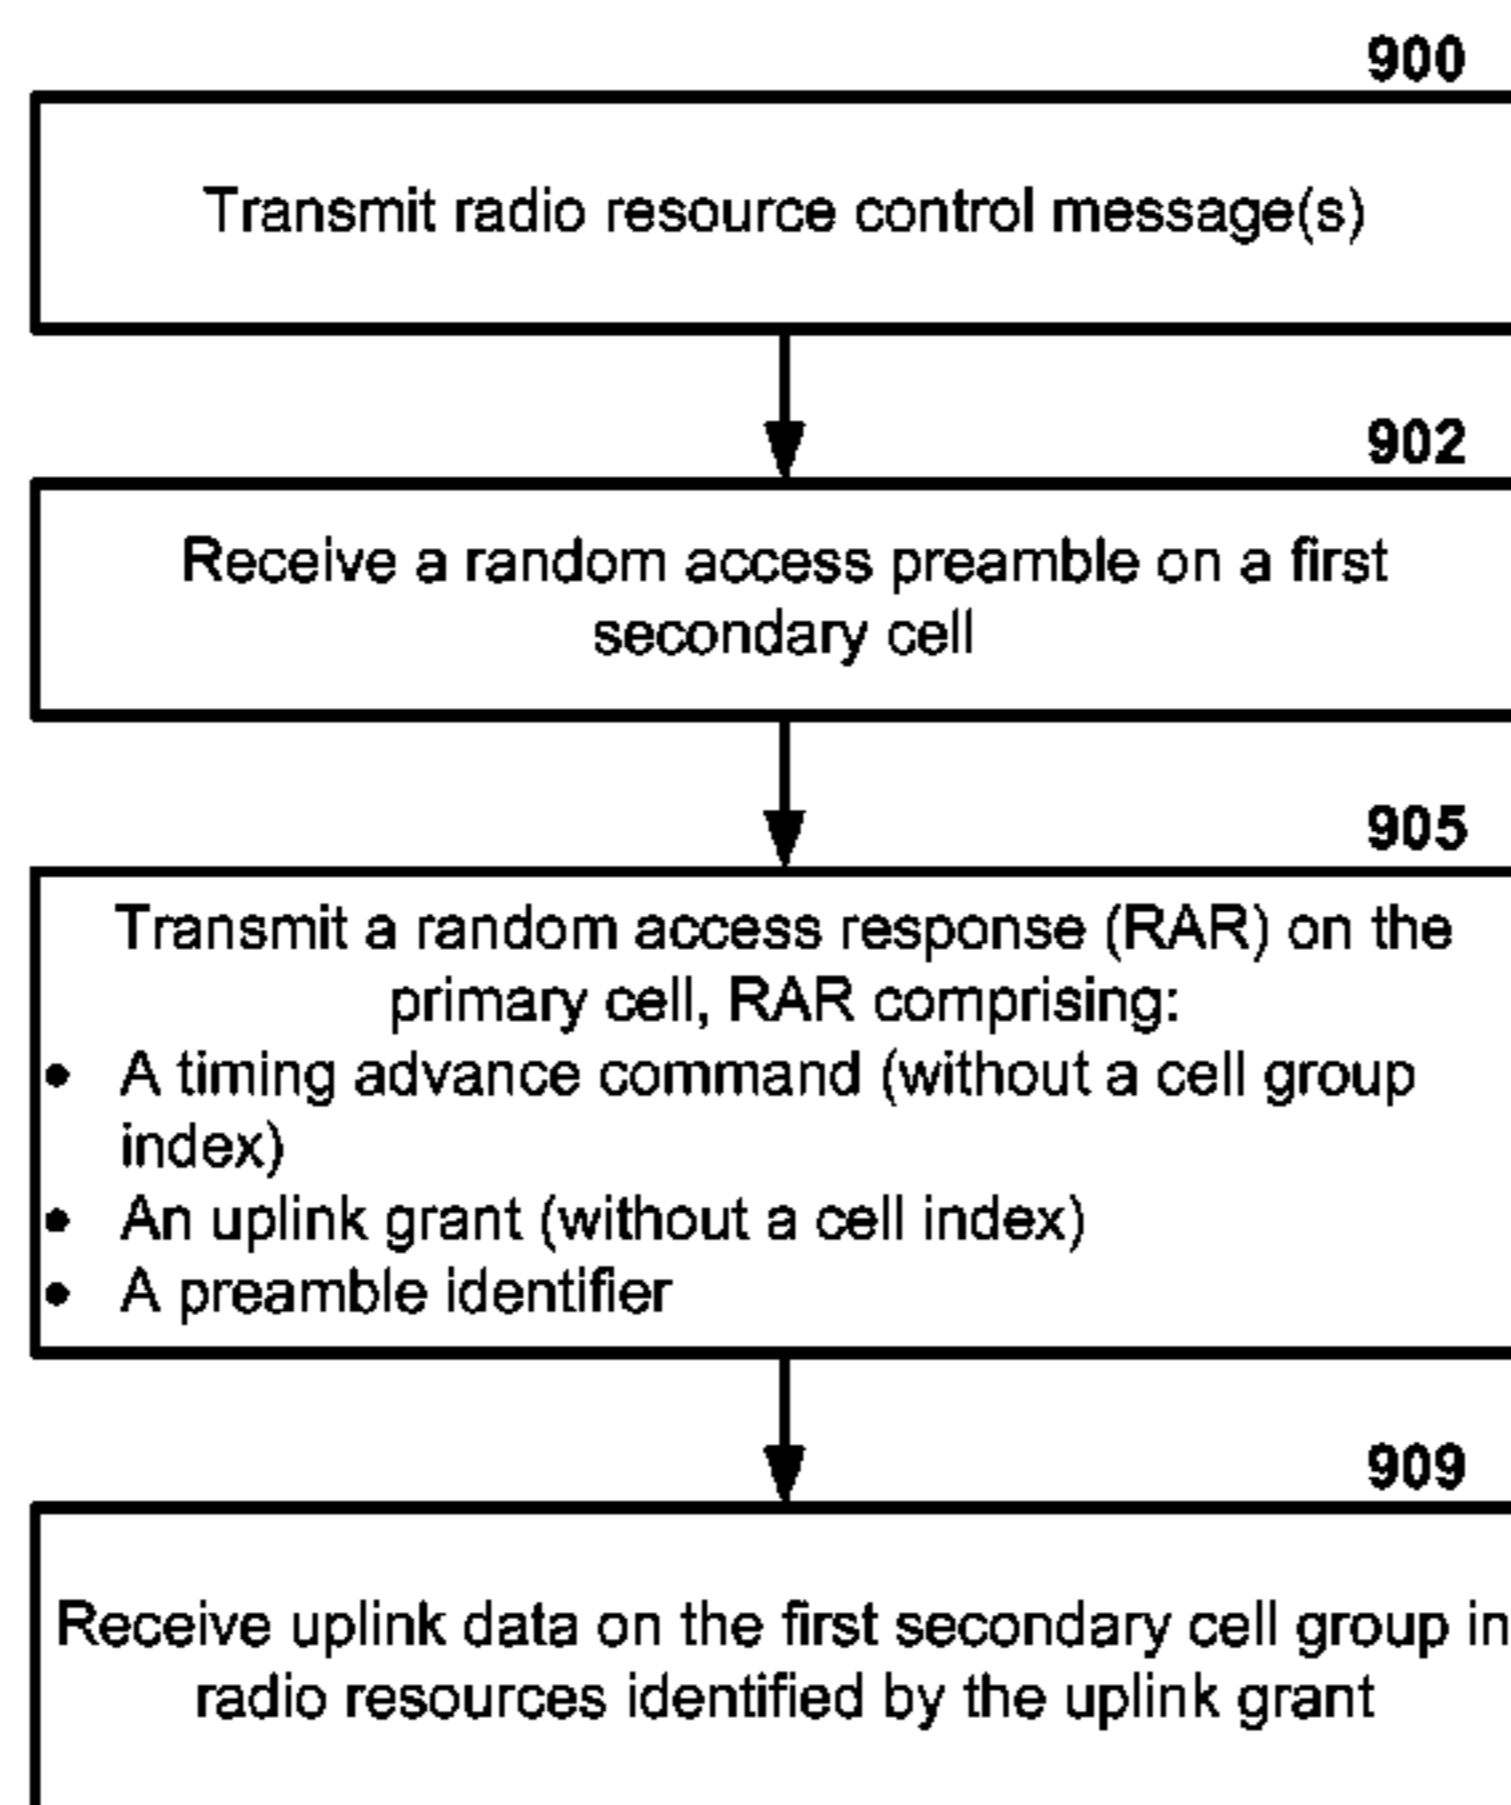 900
Transmit radio resource control message(s)
902
Receive a random access preamble on a first
secondary cell
905
Transmit a random access response (RAR) on the
primary cell, RAR comprising:
• A timing advance command (without a cell group
index)
• An uplink grant (without a cell index)
• A preamble identifier
909
Receive uplink data on the first secondary cell group in
radio resources identified by the uplink grant